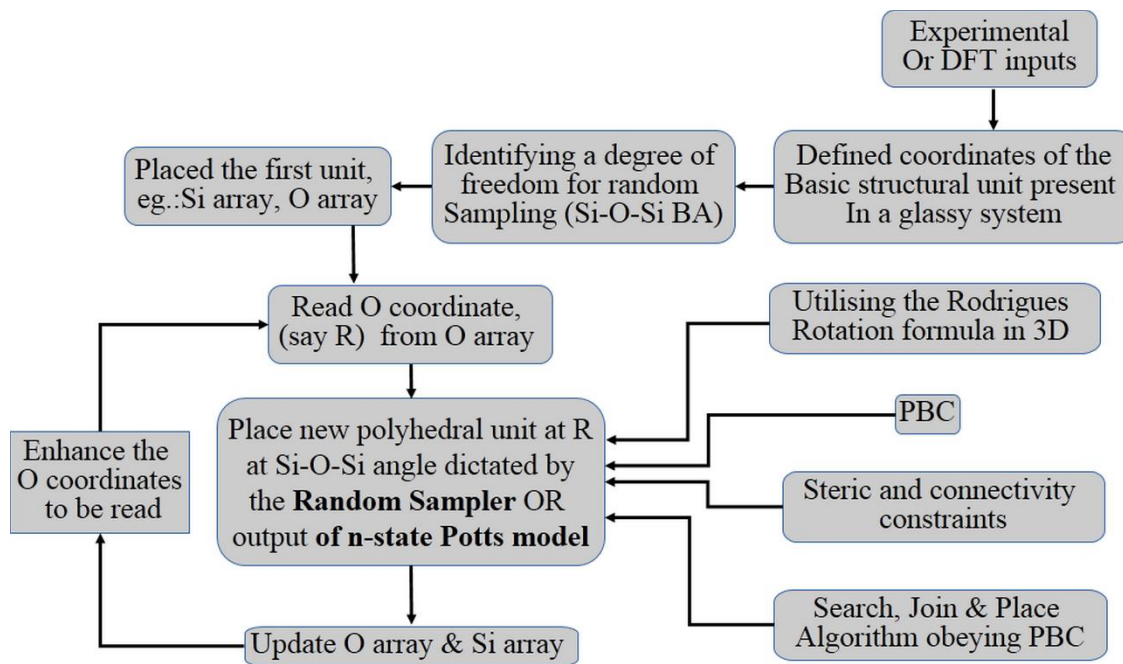 Experimental
Or DFT inputs
Defined coordinates of the
Basic structural unit present
In a glassy system
Identifying a degree of
freedom for random
Sampling (Si-O-Si BA)
Placed the first unit,
eg.:Si array, O array
Read O coordinate,
(say R) from O array
Place new polyhedral unit at R
at Si-O-Si angle dictated by
the Random Sampler OR
output of n-state Potts model
Utilising the Rodrigues
Rotation formula in 3D
PBC
Steric and connectivity
constraints
Search, Join & Place
Algorithm obeying PBC
Update O array & Si array
Enhance the
O coordinates
to be read